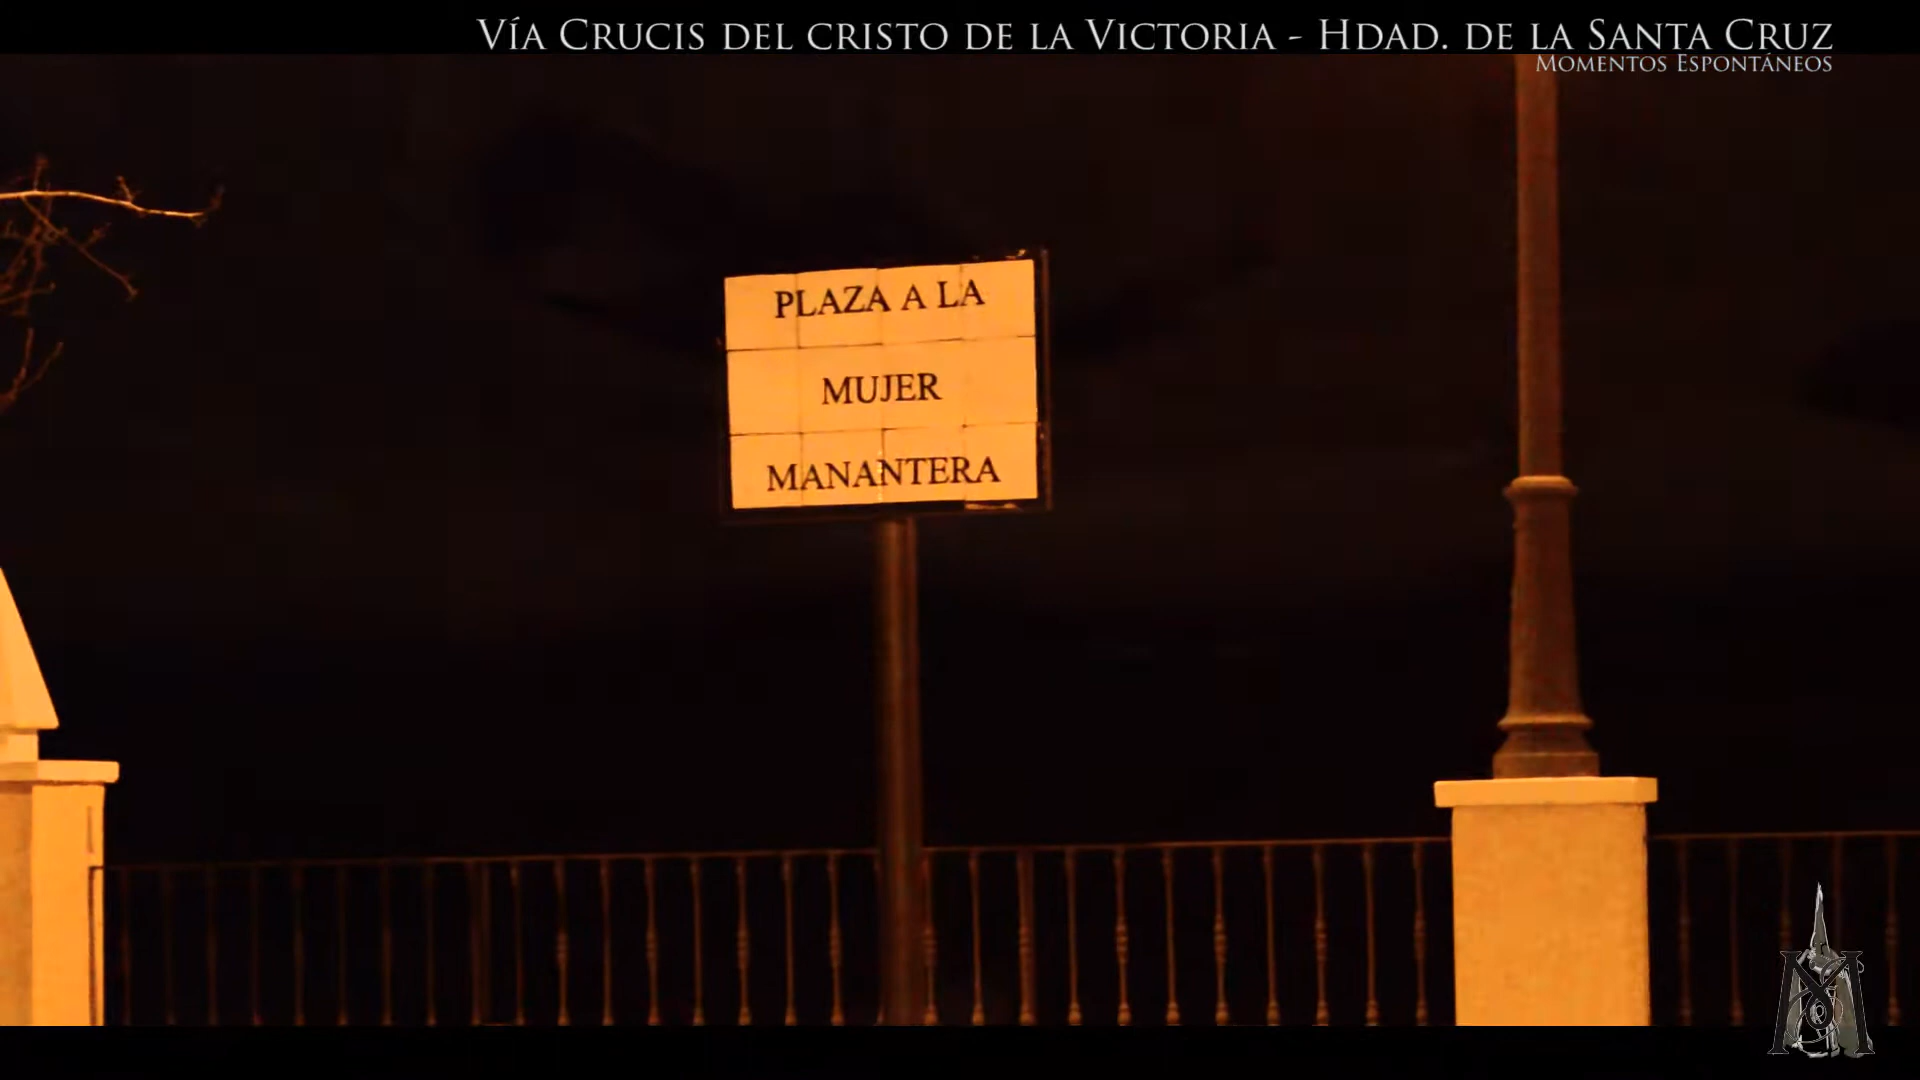 Vía Crucis del cristo de la Victoria - Hdad. de la Santa Cruz
Momentos Espontáneos
PLAZA A LA
MUJER
MANANTERA